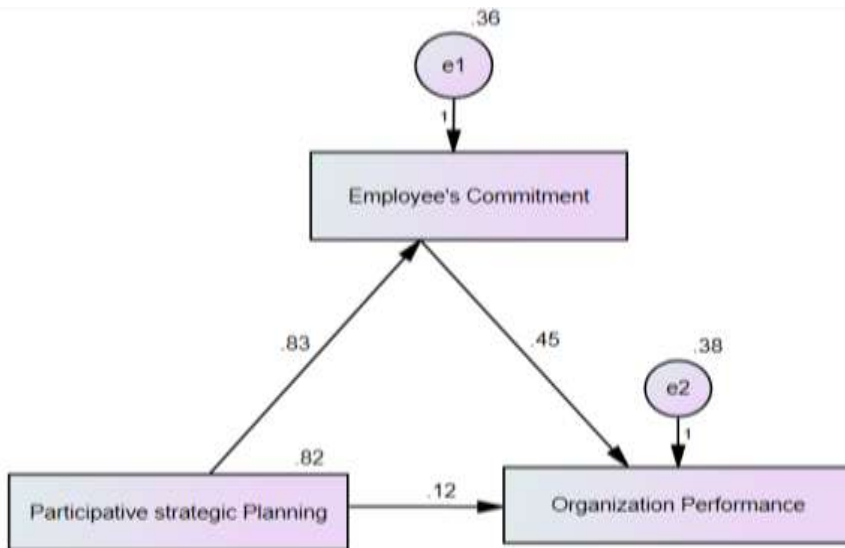 .36
e1
1
Employee's Commitment
.83
.45
.38
e2
1
.82
.12
Participative strategic Planning
Organization Performance